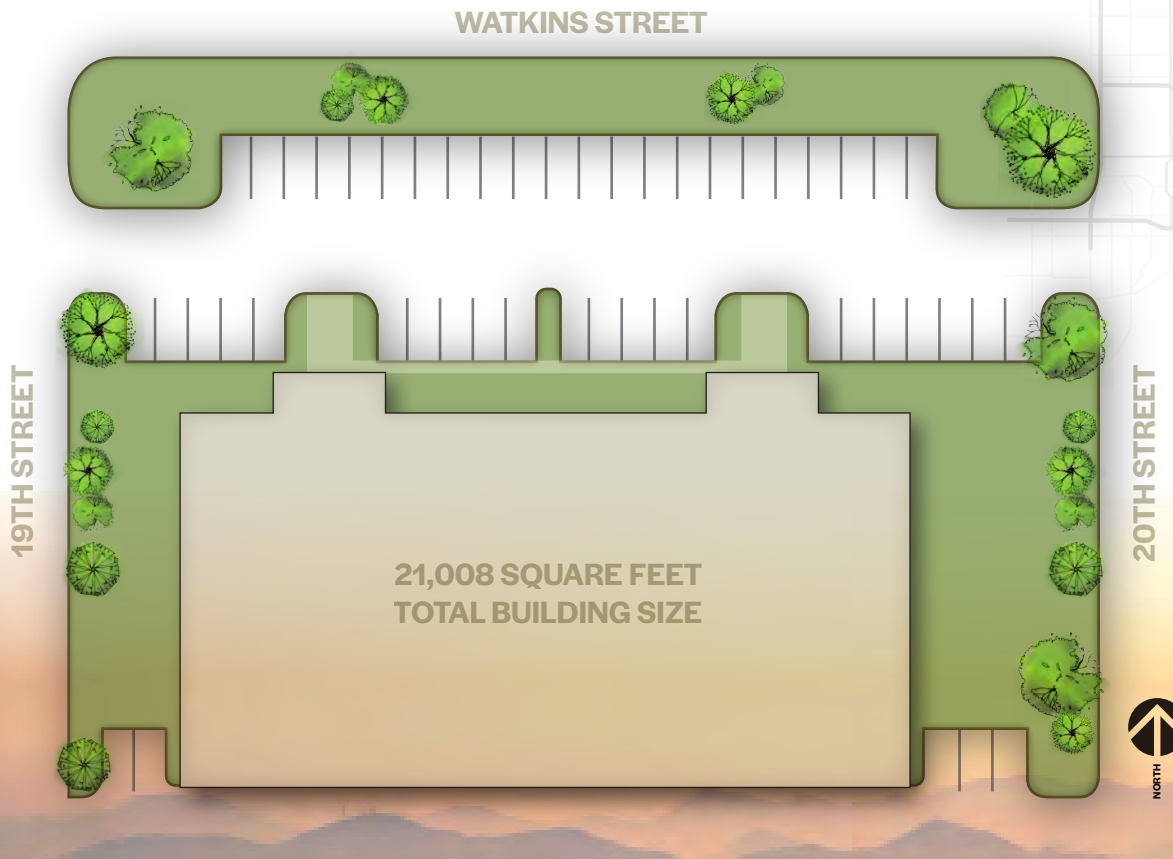 WATKINS STREET
19TH STREET
20TH STREET
21,008 SQUARE FEET
TOTAL BUILDING SIZE
NORTH